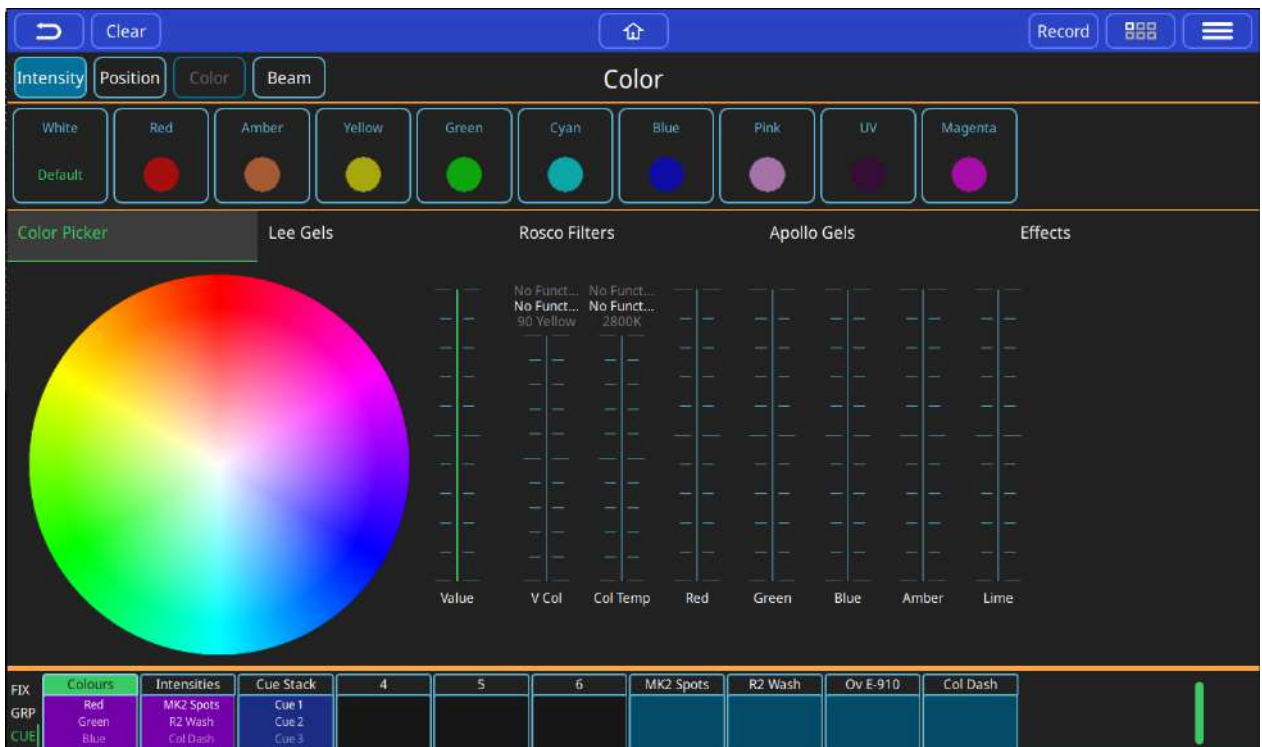 Clear
Record
Intensity Position Color Beam
Color
White Red Amber Yellow Green Cyan Blue Pink UV Magenta
Default
Color Picker Lee Gels Rosco Filters Apollo Gels Effects
No Funct... No Funct...
No Funct... No Funct...
90 Yellow 2800K
Value V Col Col Temp Red Green Blue Amber Lime
FIX Colours Intensities Cue Stack 4 5 6 MK2 Spots R2 Wash Ov E-910 Col Dash
Red MK2 Spots Cue 1
GRP Green R2 Wash Cue 2
CUE Blue Col Dash Cue 3